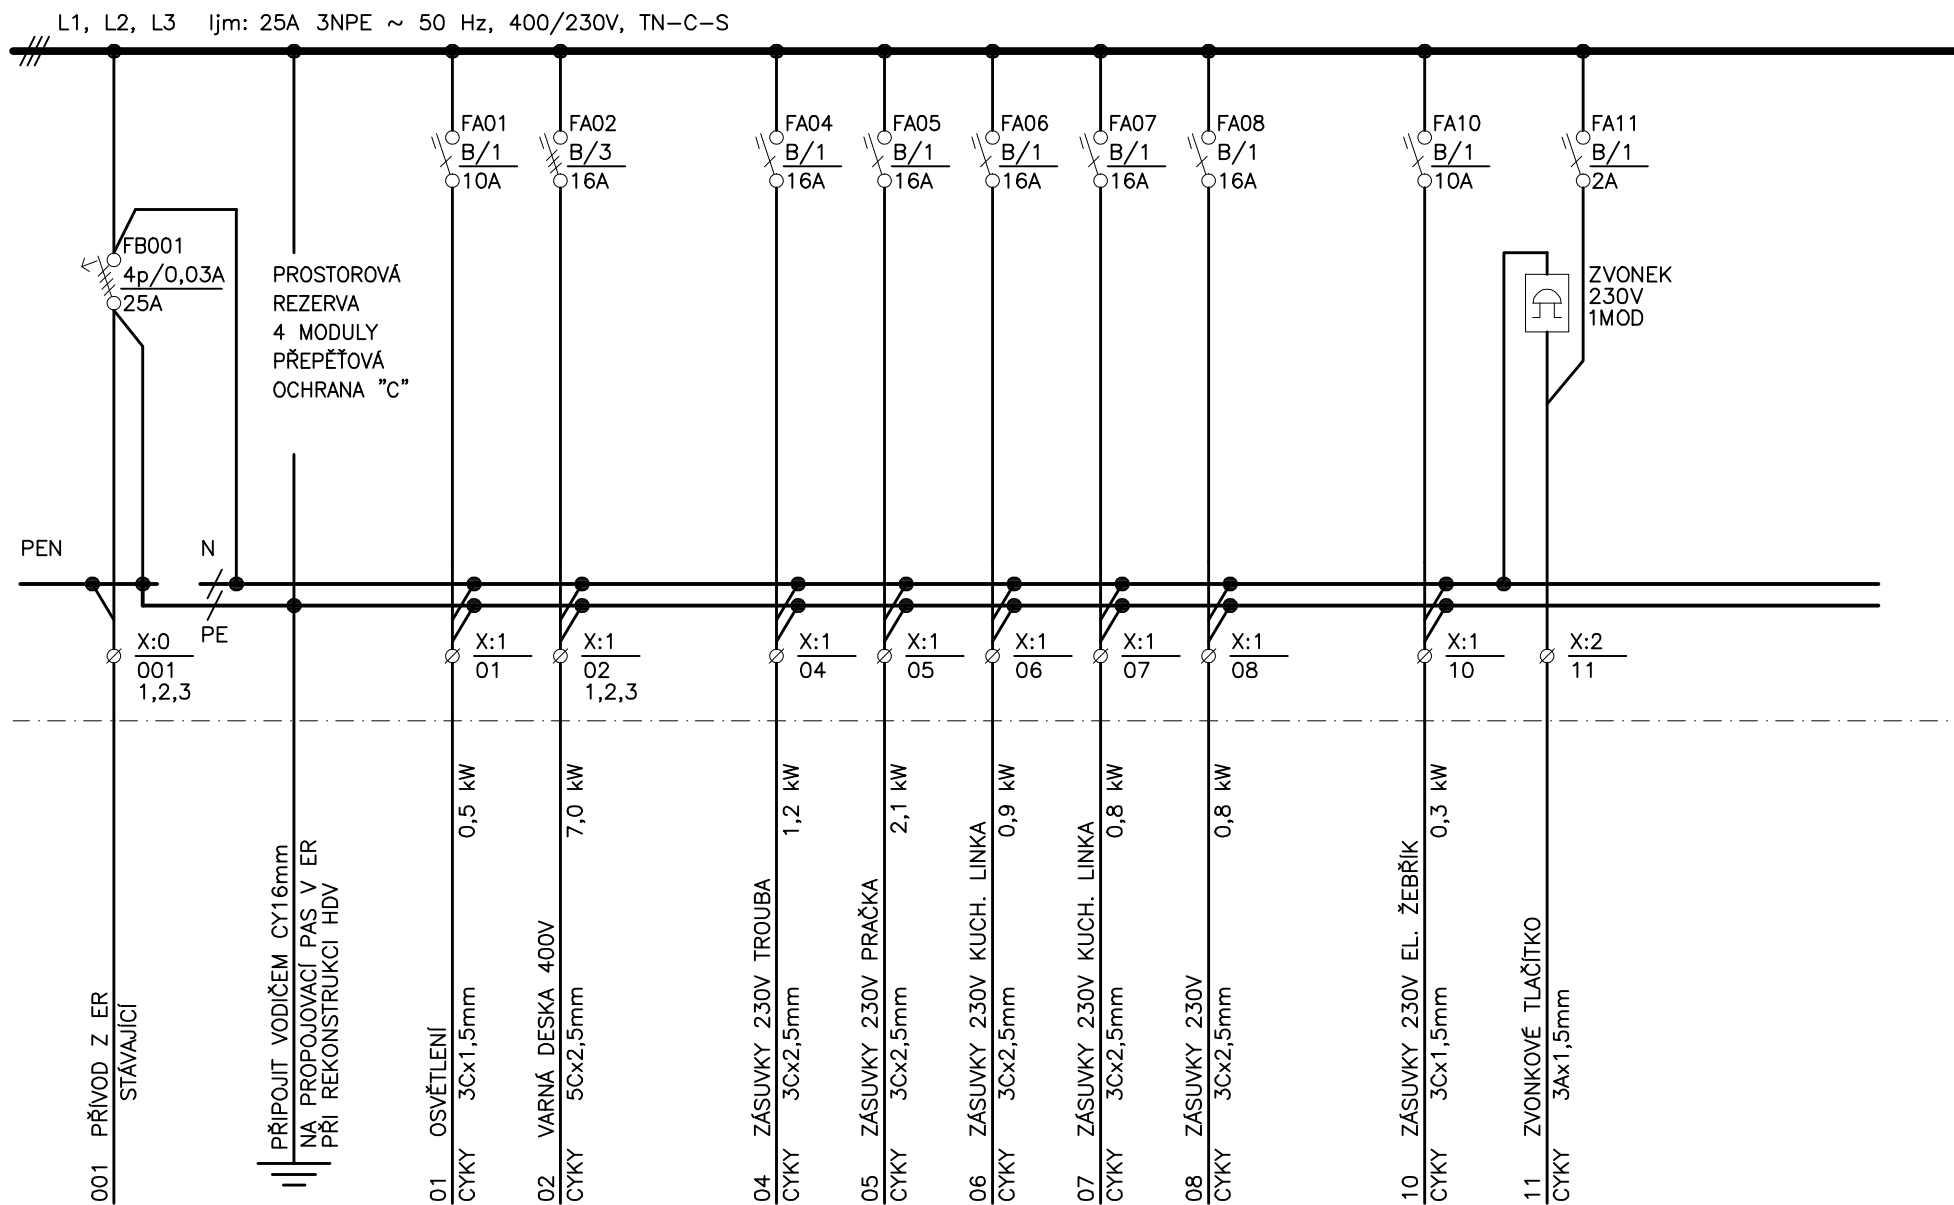 L1, L2, L3 Ijm: 25A 3NPE ~ 50 Hz, 400/230V, TN-C-S
FB001
4p/0,03A
25A
PROSTOROVÁ
REZERVA
4 MODULY
PŘEPĚŤOVÁ
OCHRANA "C"
FA01
B/1
10A
FA02
B/3
16A
FA04
B/1
16A
FA05
B/1
16A
FA06
B/1
16A
FA07
B/1
16A
FA08
B/1
16A
FA10
B/1
10A
FA11
B/1
2A
ZVONEK
230V
1MOD
PEN
N
PE
X:0
001
1,2,3
X:1
01
X:1
02
1,2,3
X:1
04
X:1
05
X:1
06
X:1
07
X:1
08
X:1
10
X:2
11
001 PŘÍVOD Z ER
STÁVAJÍCÍ
PŘIPOJIT VODIČEM CY16mm
NA PROPOJOVACÍ PAS V ER
PŘI REKONSTRUKCI HDV
01 OSVĚTLENÍ
CYKY 3Cx1,5mm 0,5 kW
02 VARNÁ DESKA 400V
CYKY 5Cx2,5mm 7,0 kW
04 ZÁSUVKY 230V TROUBA
CYKY 3Cx2,5mm 1,2 kW
05 ZÁSUVKY 230V PRAČKA
CYKY 3Cx2,5mm 2,1 kW
06 ZÁSUVKY 230V KUCH. LINKA
CYKY 3Cx2,5mm 0,9 kW
07 ZÁSUVKY 230V KUCH. LINKA
CYKY 3Cx2,5mm 0,8 kW
08 ZÁSUVKY 230V
CYKY 3Cx2,5mm 0,8 kW
10 ZÁSUVKY 230V EL. ŽEBŘÍK
CYKY 3Cx1,5mm 0,3 kW
11 ZVONKOVÉ TLAČÍTKO
CYKY 3Ax1,5mm